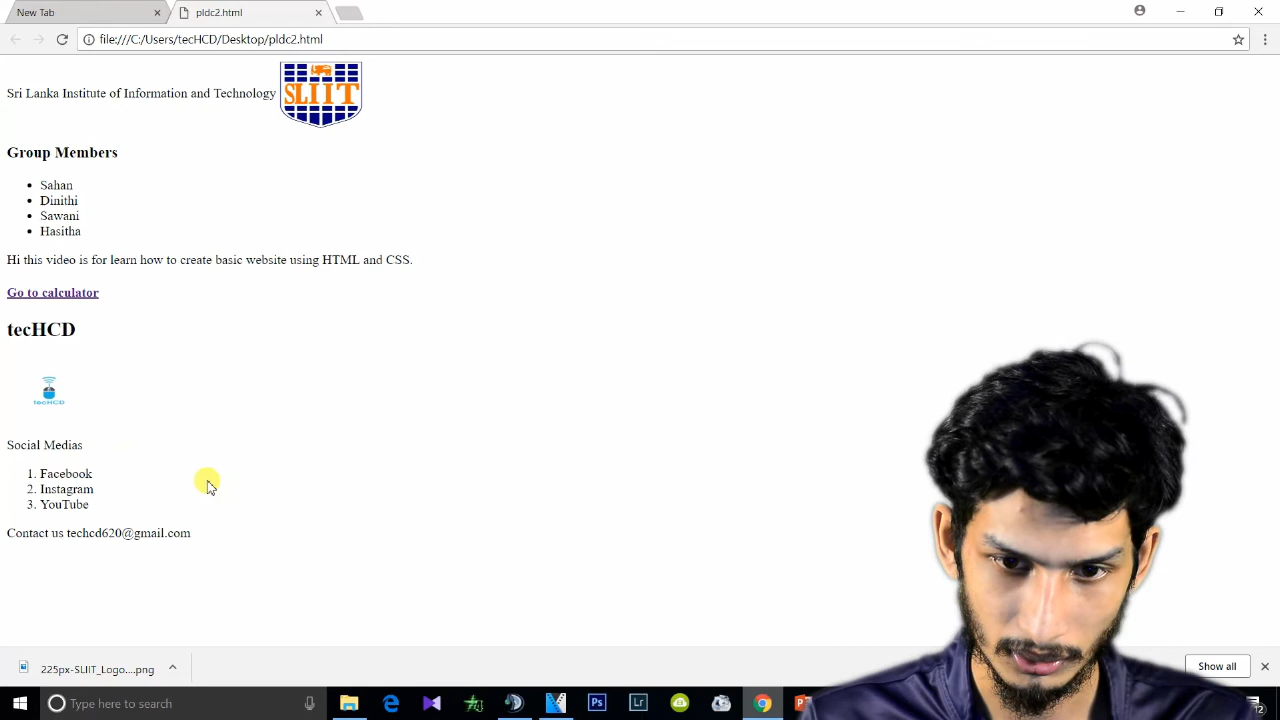 New Tab
pldc2.html
file:///C:/Users/tecHCD/Desktop/pldc2.html
Sri Lanka Institute of Information and Technology
SLIIT
Group Members
Sahan
Dinithi
Sawani
Hasitha
Hi this video is for learn how to create basic website using HTML and CSS.
Go to calculator
tecHCD
tecHCD
Social Medias
1. Facebook
2. Instagram
3. YouTube
Contact us techcd620@gmail.com
225px-SLIIT_Logo....png
Show all
Type here to search
Ps
Lr